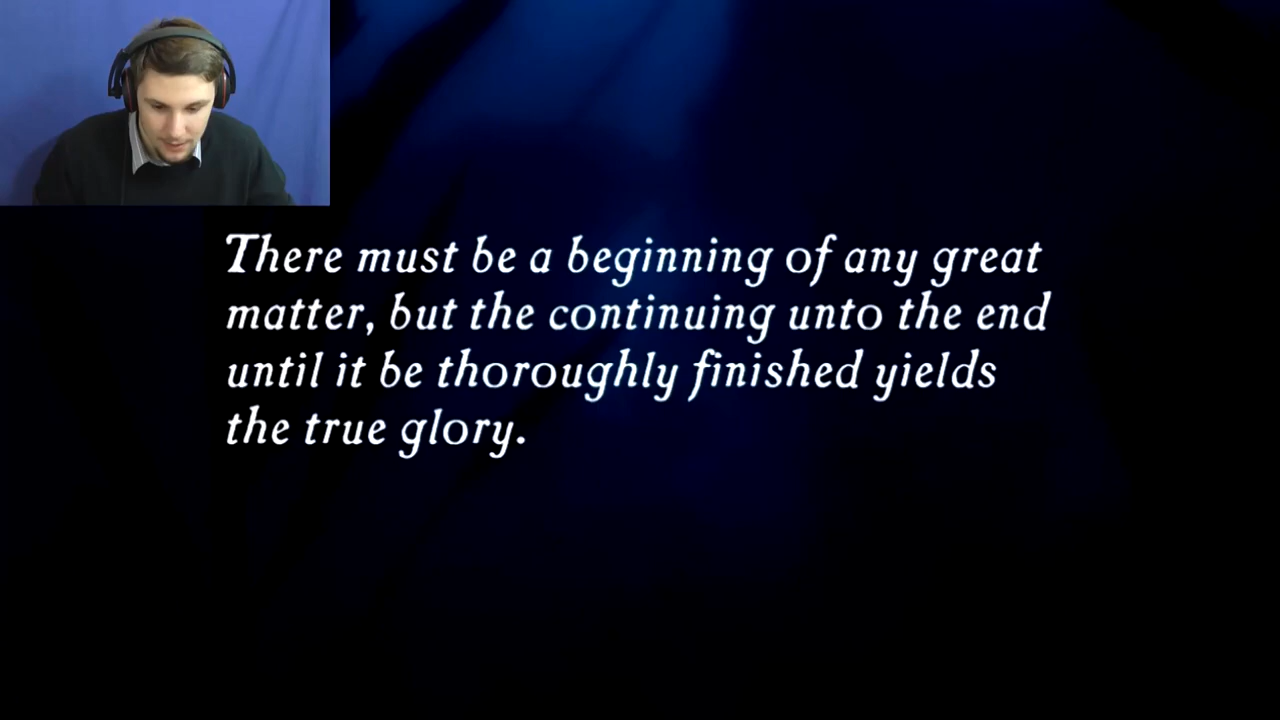 There must be a beginning of any great
matter, but the continuing unto the end
until it be thoroughly finished yields
the true glory.